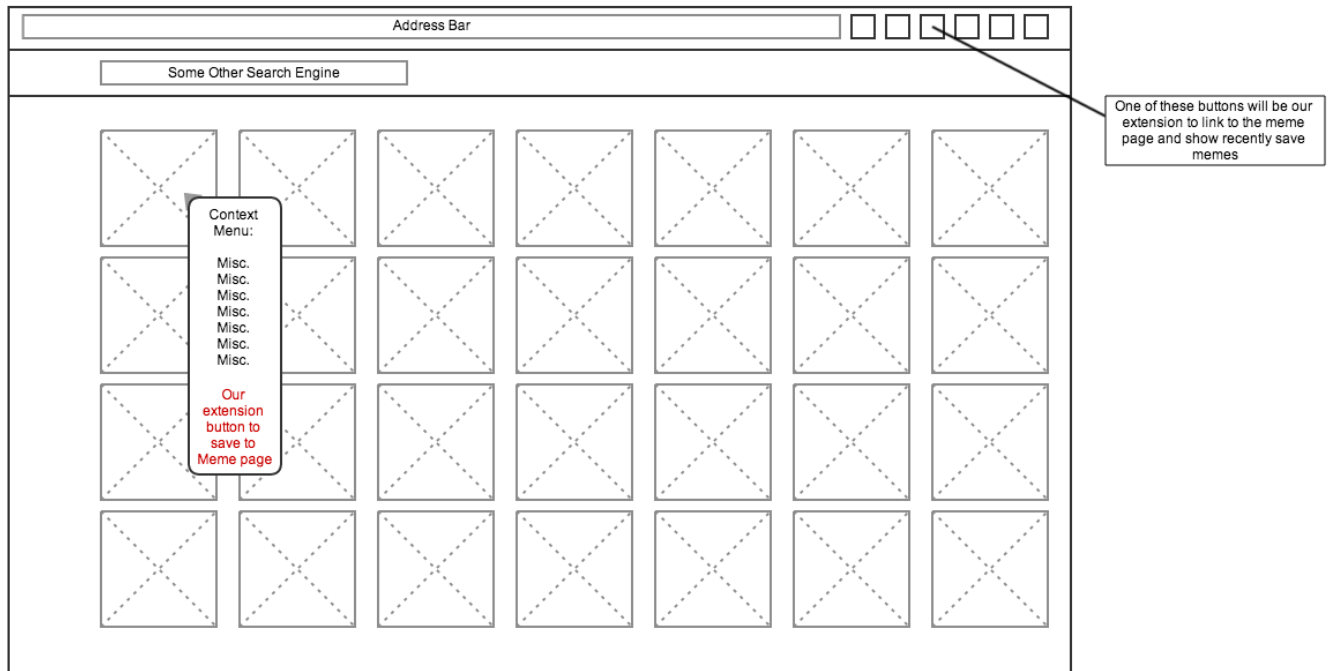 Address Bar
Some Other Search Engine
One of these buttons will be our
extension to link to the meme
page and show recently save
memes
Context
Menu:
Misc.
Misc.
Misc.
Misc.
Misc.
Misc.
Misc.
Our
extension
button to
save to
Meme page